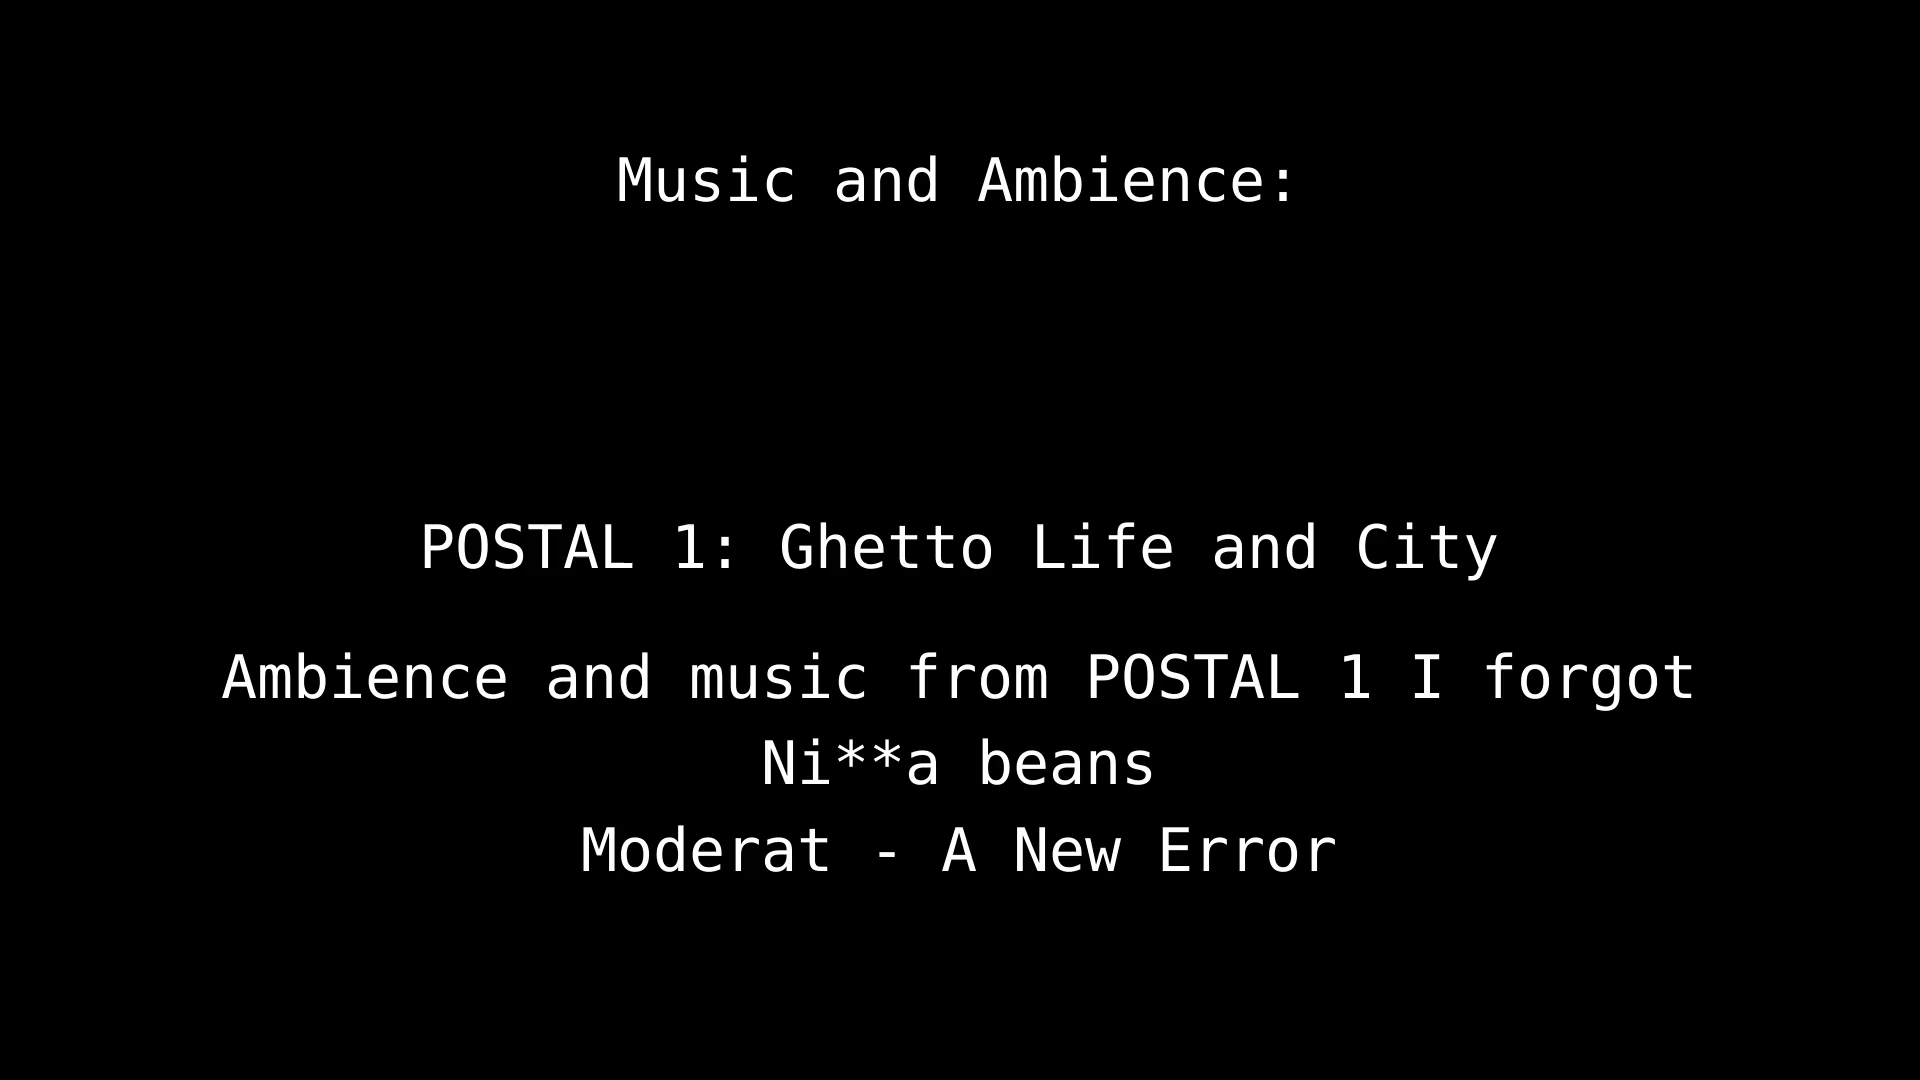 Music and Ambience:
POSTAL 1: Ghetto Life and City
Ambience and music from POSTAL 1 I forgot
Ni**a beans
Moderat - A New Error